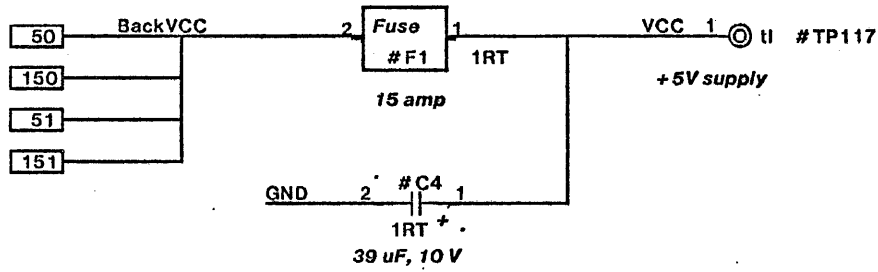 50 BackVCC 2 Fuse 1 VCC 1 tl #TP117
#F1 1RT
150 +5V supply
15 amp
51
151
#C4
GND 2 1
1RT +
39 uF, 10 V